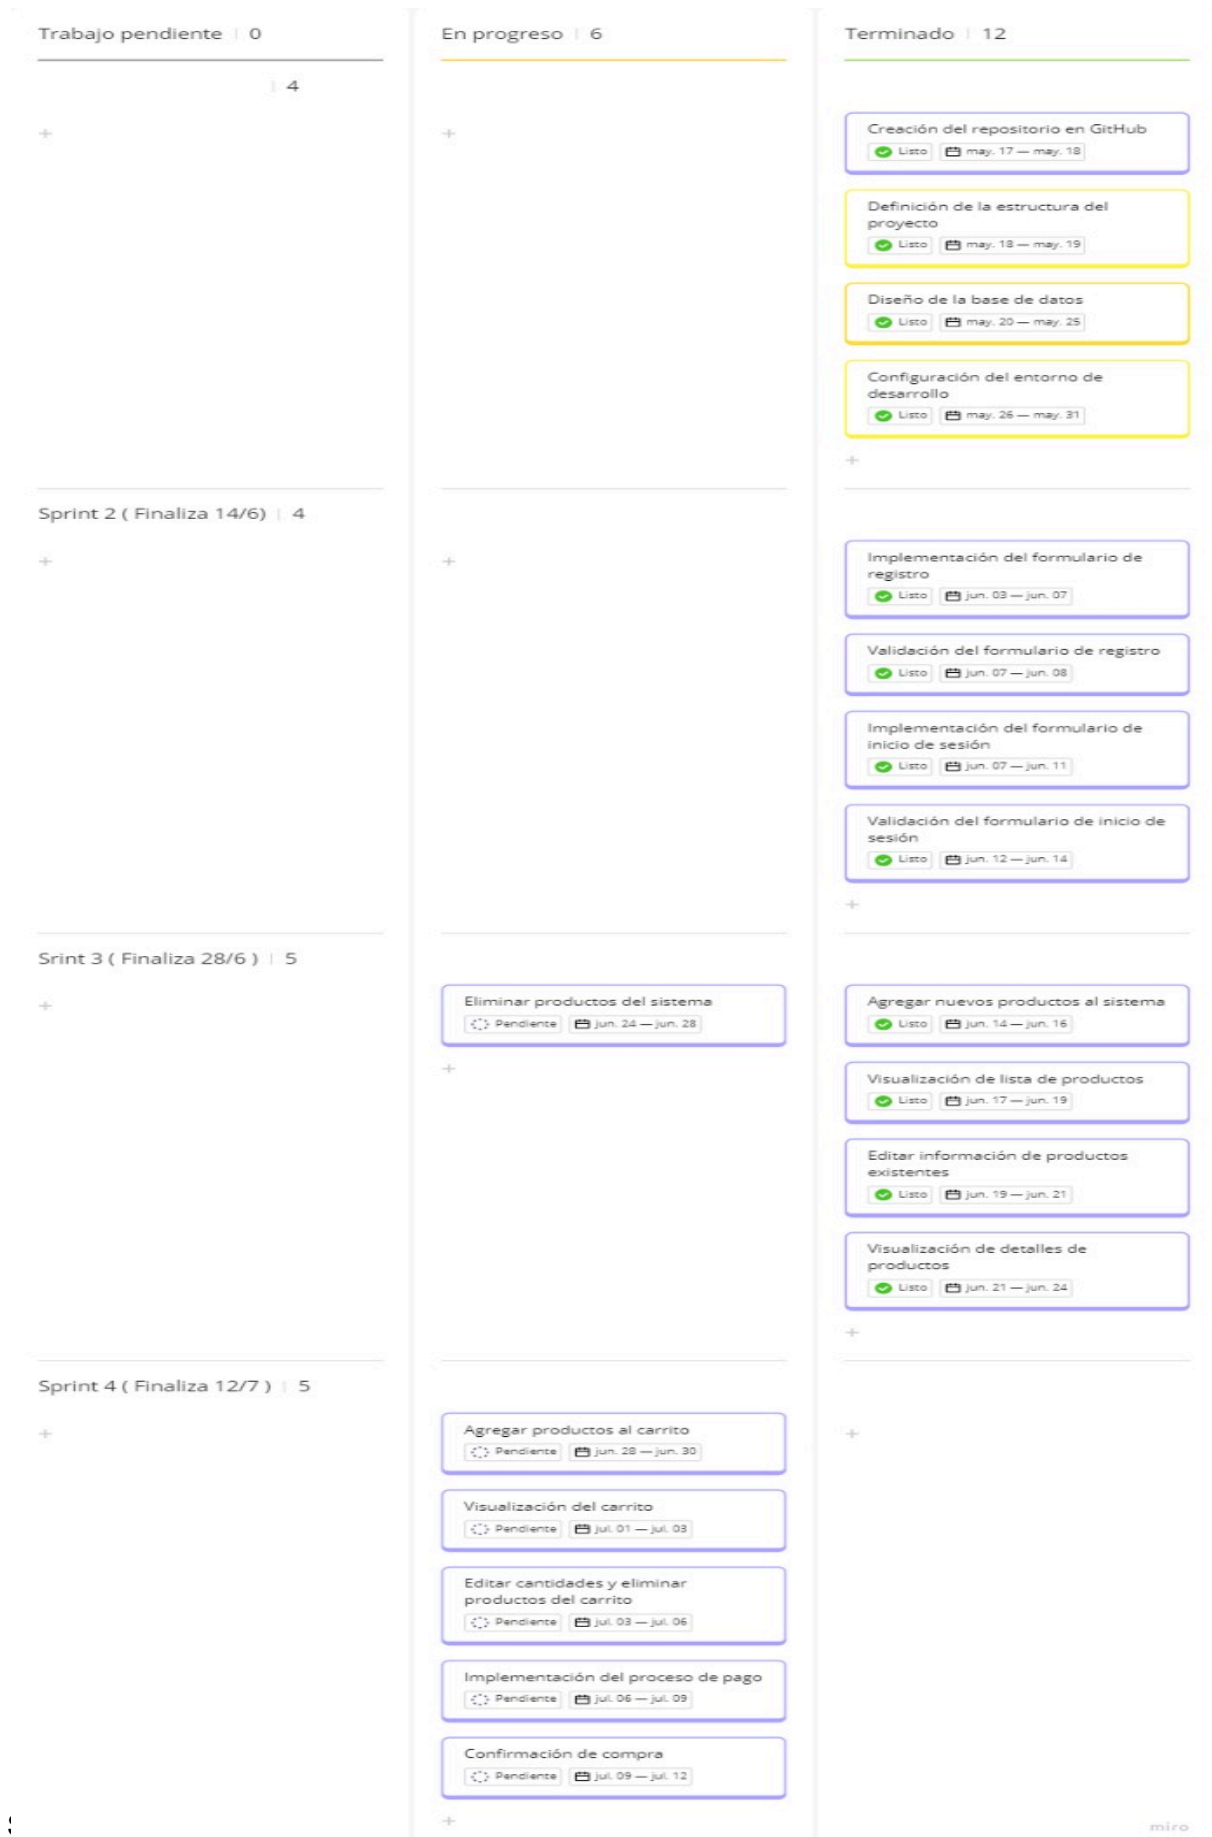 Trabajo pendiente | 0
En progreso | 6
Terminado | 12
| 4
+
+
Creación del repositorio en GitHub
Listo may. 17 — may. 18
Definición de la estructura del
proyecto
Listo may. 18 — may. 19
Diseño de la base de datos
Listo may. 20 — may. 25
Configuración del entorno de
desarrollo
Listo may. 26 — may. 31
+
Sprint 2 ( Finaliza 14/6) | 4
+
+
Implementación del formulario de
registro
Listo jun. 03 — jun. 07
Validación del formulario de registro
Listo jun. 07 — jun. 08
Implementación del formulario de
inicio de sesión
Listo jun. 07 — jun. 11
Validación del formulario de inicio de
sesión
Listo jun. 12 — jun. 14
+
Srint 3 ( Finaliza 28/6 ) | 5
+
Eliminar productos del sistema
Pendiente jun. 24 — jun. 28
+
Agregar nuevos productos al sistema
Listo jun. 14 — jun. 16
Visualización de lista de productos
Listo jun. 17 — jun. 19
Editar información de productos
existentes
Listo jun. 19 — jun. 21
Visualización de detalles de
productos
Listo jun. 21 — jun. 24
+
Sprint 4 ( Finaliza 12/7 ) | 5
+
Agregar productos al carrito
Pendiente jun. 28 — jun. 30
Visualización del carrito
Pendiente jul. 01 — jul. 03
Editar cantidades y eliminar
productos del carrito
Pendiente jul. 03 — jul. 06
Implementación del proceso de pago
Pendiente jul. 06 — jul. 09
Confirmación de compra
Pendiente jul. 09 — jul. 12
+
+
miro